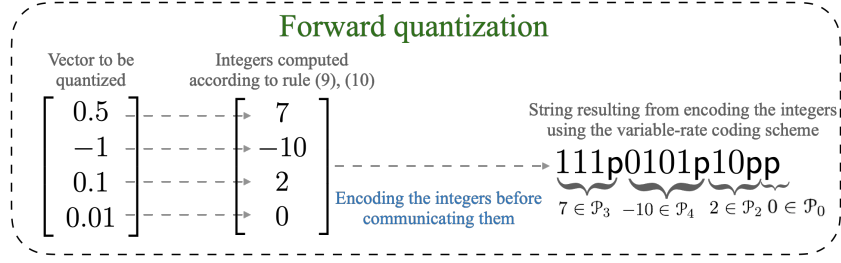 Forward quantization
Vector to be
quantized
Integers computed
according to rule (9), (10)
0.5
−1
0.1
0.01
7
−10
2
0
String resulting from encoding the integers
using the variable-rate coding scheme
111p0101p10pp
7 ∈ 𝒫₃ −10 ∈ 𝒫₄ 2 ∈ 𝒫₂ 0 ∈ 𝒫₀
Encoding the integers before
communicating them